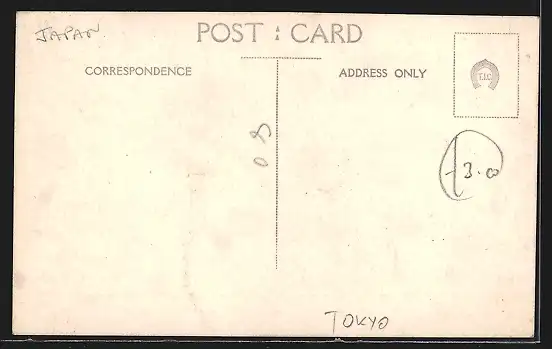 JAPAN
POST CARD
CORRESPONDENCE
ADDRESS ONLY
T.I.C.
3.00
TOKYO